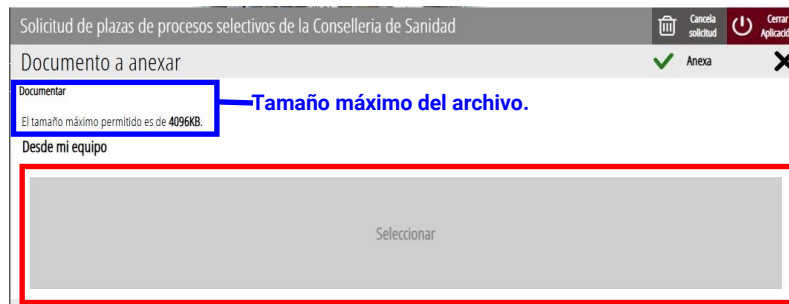 Solicitud de plazas de procesos selectivos de la Conselleria de Sanidad
Cancela
solicitud
Cerrar
Documento a anexar
Anexa
Documentar
Tamaño máximo del archivo.
El tamaño máximo permitido es de 4096KB.
Desde mi equipo
Seleccionar